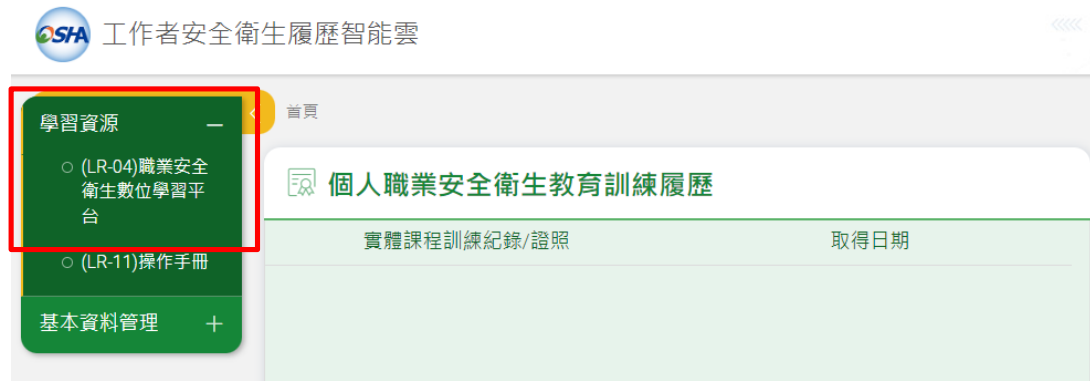 OSHA 工作者安全衛生履歷智能雲
學習資源 －
(LR-04)職業安全
衛生數位學習平
台
(LR-11)操作手冊
基本資料管理 ＋
首頁
個人職業安全衛生教育訓練履歷
實體課程訓練紀錄/證照 取得日期